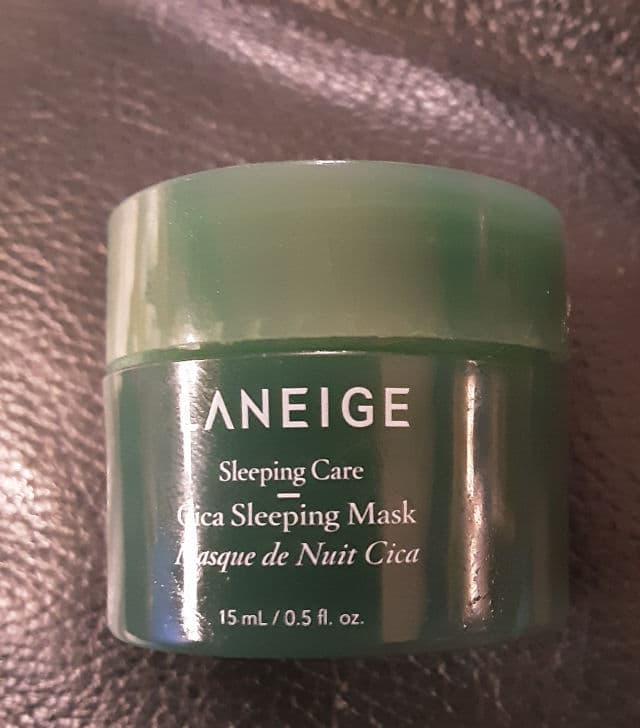 LANEIGE
Sleeping Care
Cica Sleeping Mask
Masque de Nuit Cica
15 mL / 0.5 fl. oz.